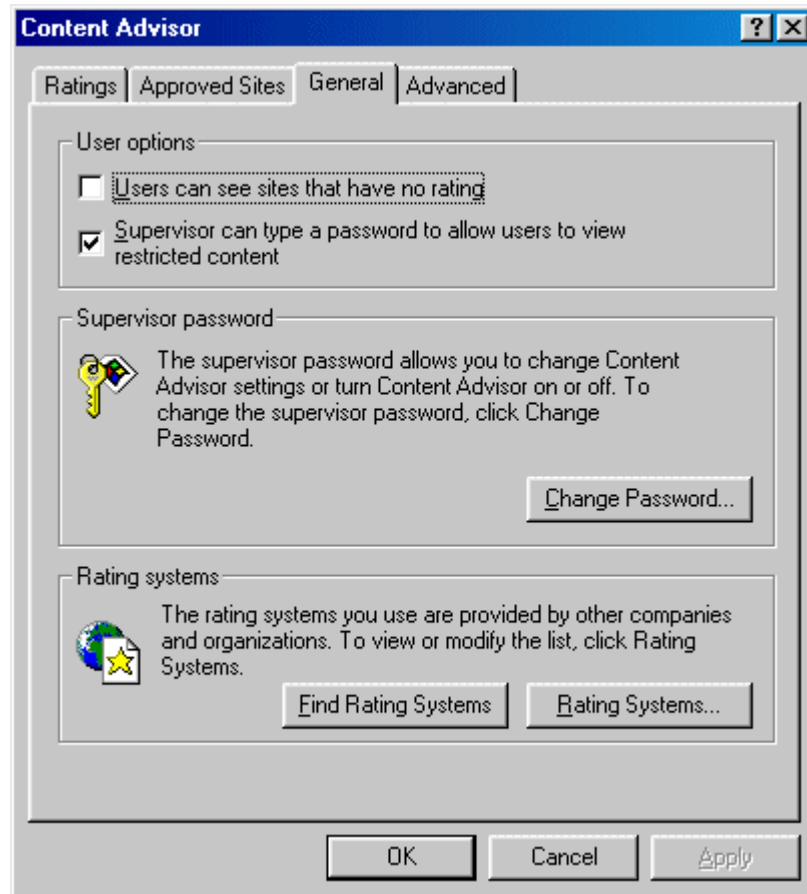 Content Advisor
Ratings Approved Sites General Advanced
User options
Users can see sites that have no rating
Supervisor can type a password to allow users to view
restricted content
Supervisor password
The supervisor password allows you to change Content
Advisor settings or turn Content Advisor on or off. To
change the supervisor password, click Change
Password.
Change Password...
Rating systems
The rating systems you use are provided by other companies
and organizations. To view or modify the list, click Rating
Systems.
Find Rating Systems Rating Systems...
OK Cancel Apply